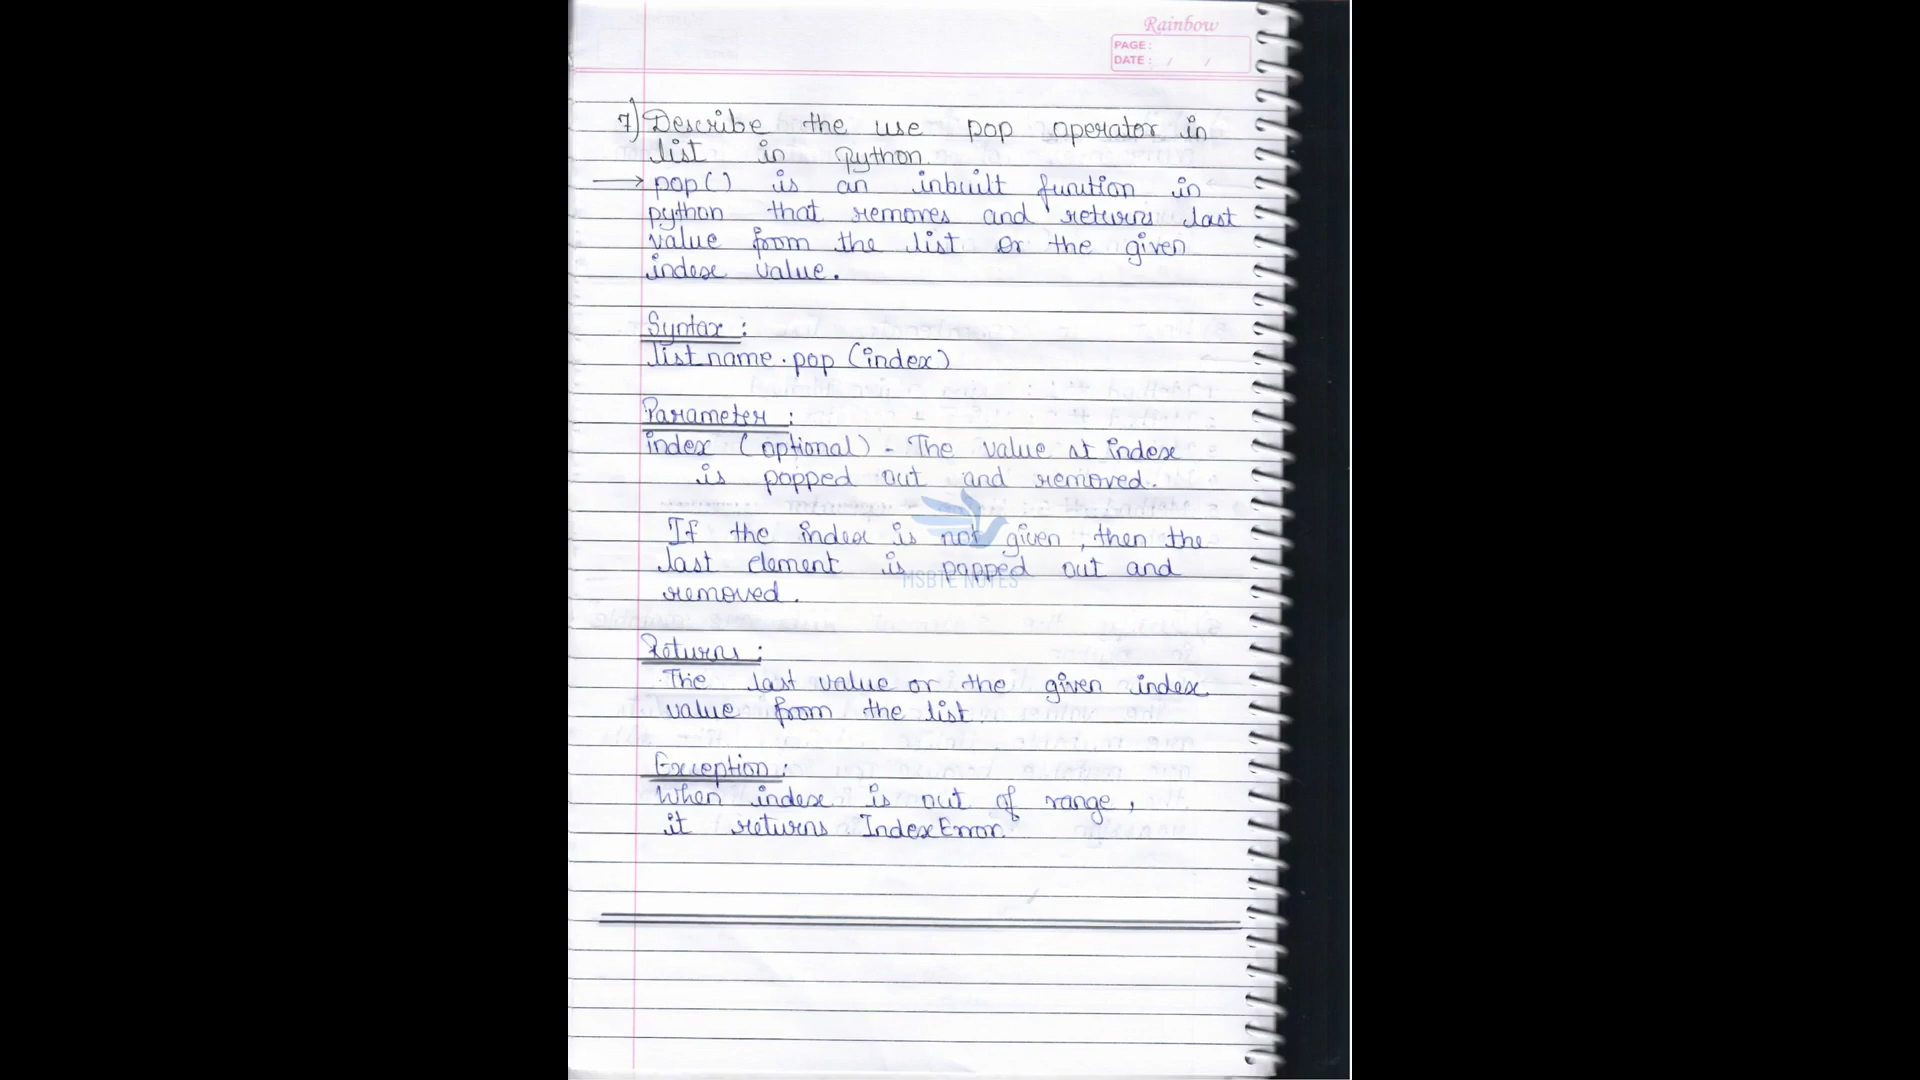 Rainbow
PAGE:
DATE: / /
7) Describe the use pop operator in
list in python.
→ pop() is an inbuilt function in
python that removes and returns last
value from the list or the given
index value.
Syntax :
list name.pop (index)
Parameter :
index (optional) - The value at index
is popped out and removed.
If the index is not given, then the
last element is popped out and
removed.
MSBTE NOTES
Returns :
The last value or the given index
value from the list
Exception :
When index is out of range,
it returns IndexError.